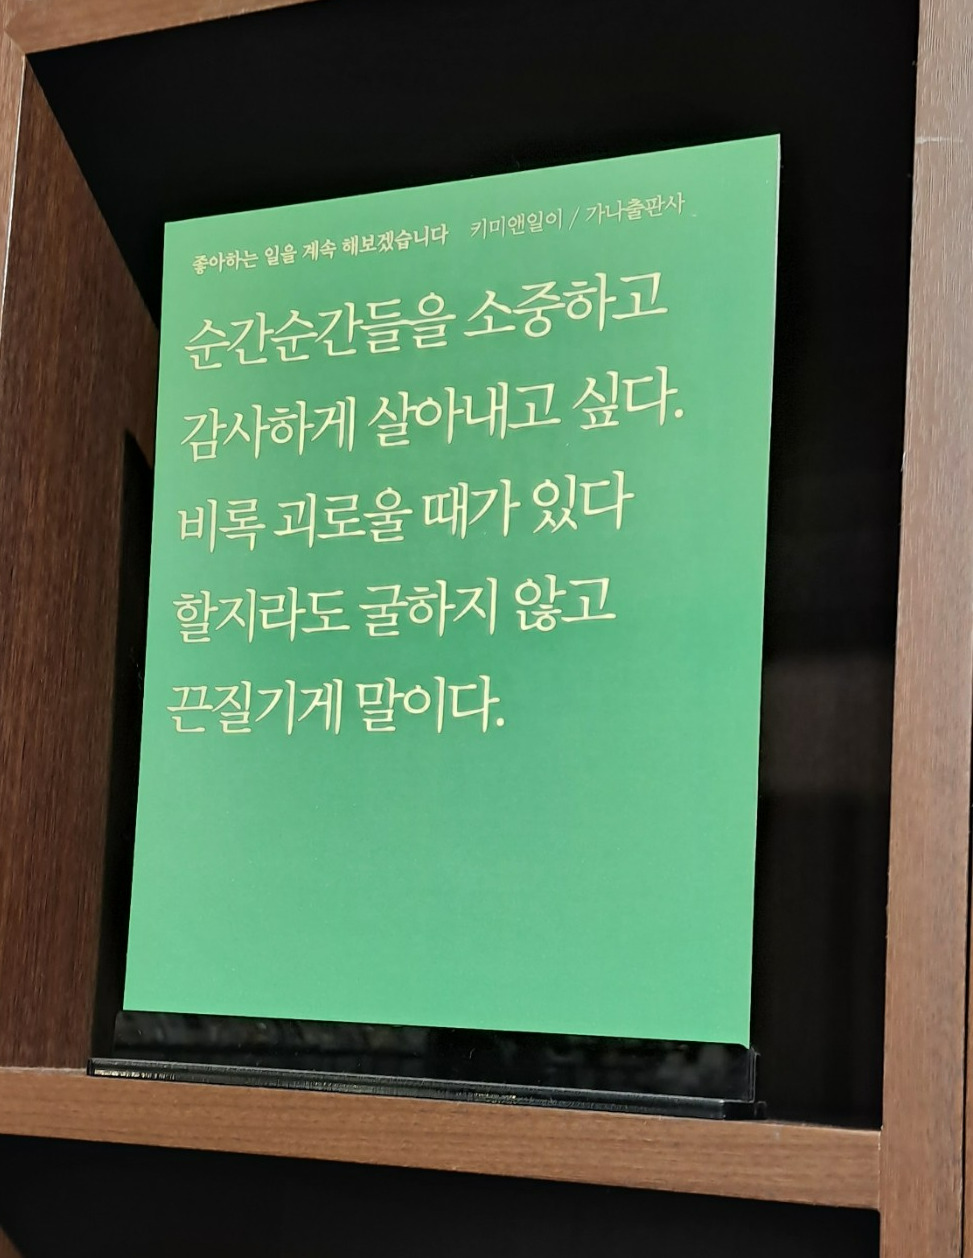 좋아하는 일을 계속 해보겠습니다 키미앤일이 / 가나출판사
순간순간들을 소중하고
감사하게 살아내고 싶다.
비록 괴로울 때가 있다
할지라도 굴하지 않고
끈질기게 말이다.